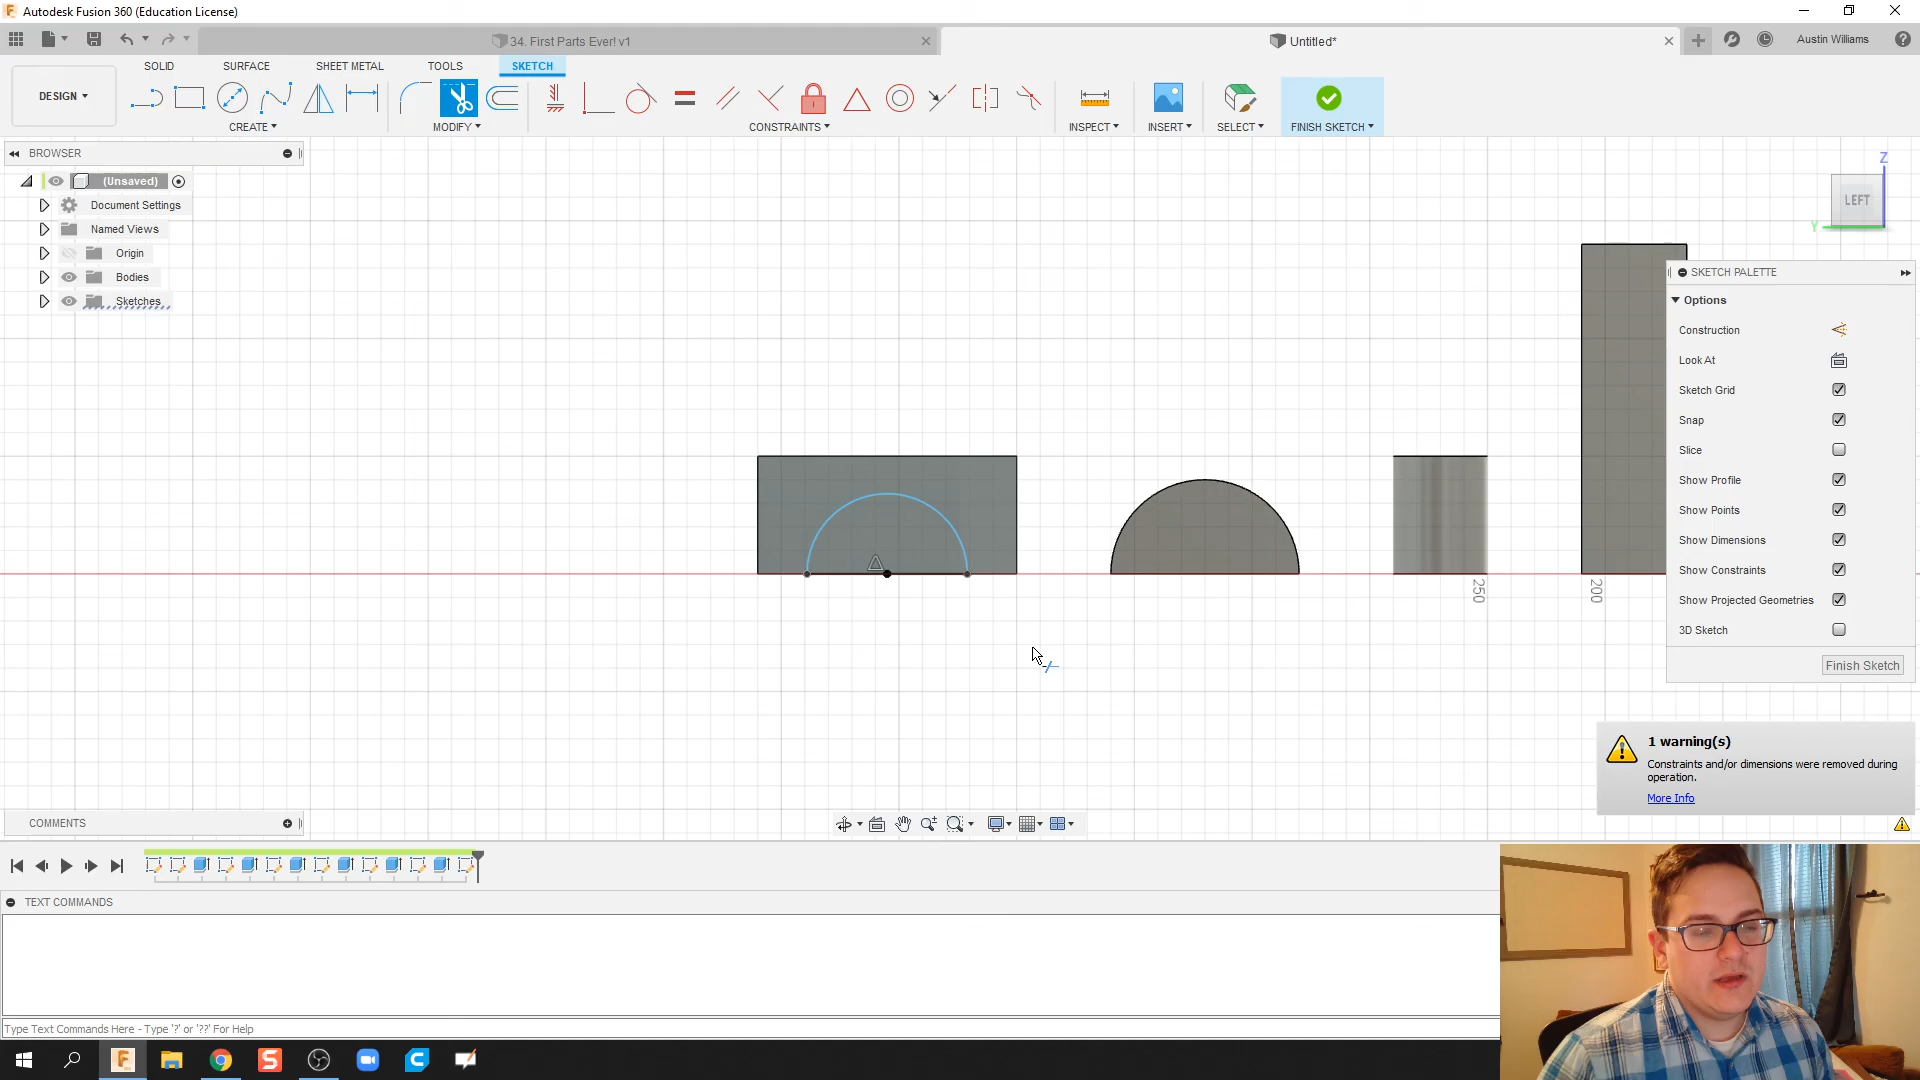 Autodesk Fusion 360 (Education License)
34. First Parts Ever! v1
Untitled*
Austin Williams
SOLID
SURFACE
SHEET METAL
TOOLS
SKETCH
DESIGN
CREATE
MODIFY
CONSTRAINTS
INSPECT
INSERT
SELECT
FINISH SKETCH
BROWSER
(Unsaved)
Document Settings
Named Views
Origin
Bodies
Sketches
Z
LEFT
Y
SKETCH PALETTE
Options
Construction
Look At
Sketch Grid
Snap
Slice
Show Profile
Show Points
Show Dimensions
Show Constraints
Show Projected Geometries
3D Sketch
Finish Sketch
250
200
1 warning(s)
Constraints and/or dimensions were removed during
operation.
More Info
COMMENTS
TEXT COMMANDS
Type Text Commands Here - Type '?' or '??' For Help